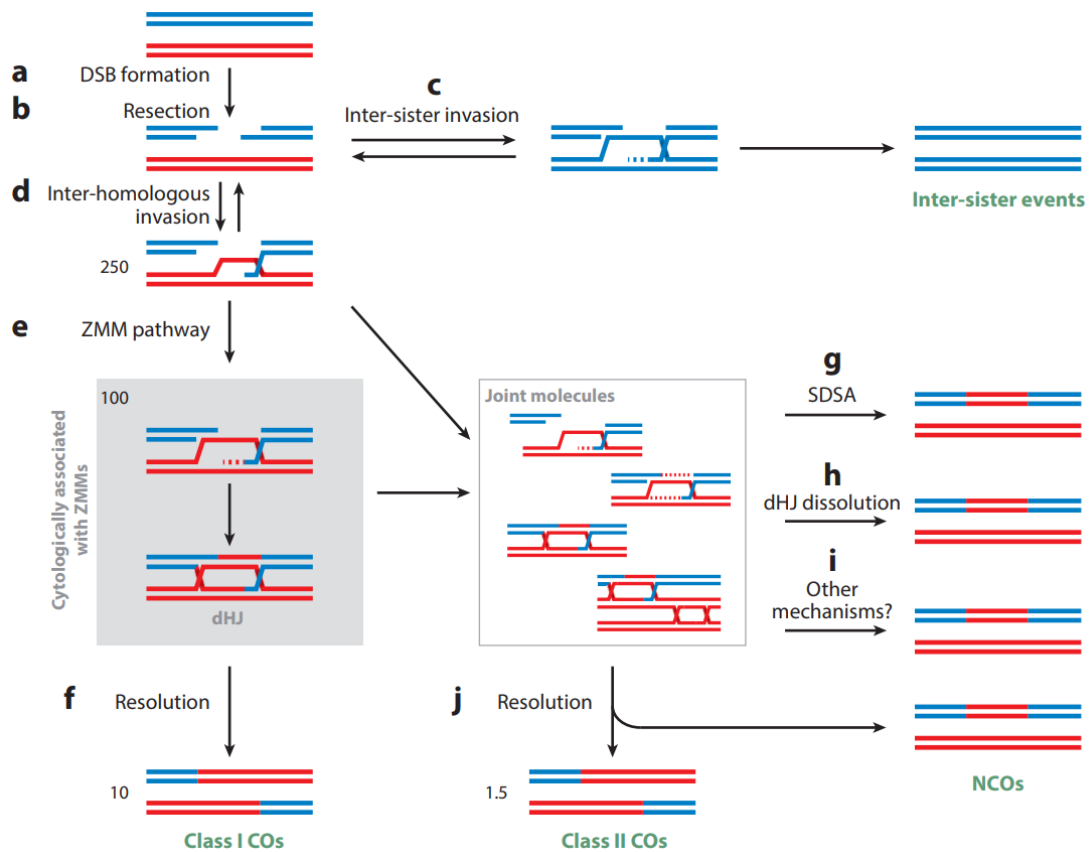 a
DSB formation
b
Resection
c
Inter-sister invasion
Inter-sister events
d
Inter-homologous
invasion
250
e
ZMM pathway
Cytologically associated
with ZMMs
100
dHJ
Joint molecules
g
SDSA
h
dHJ dissolution
i
Other
mechanisms?
f
Resolution
j
Resolution
10
Class I COs
1.5
Class II COs
NCOs